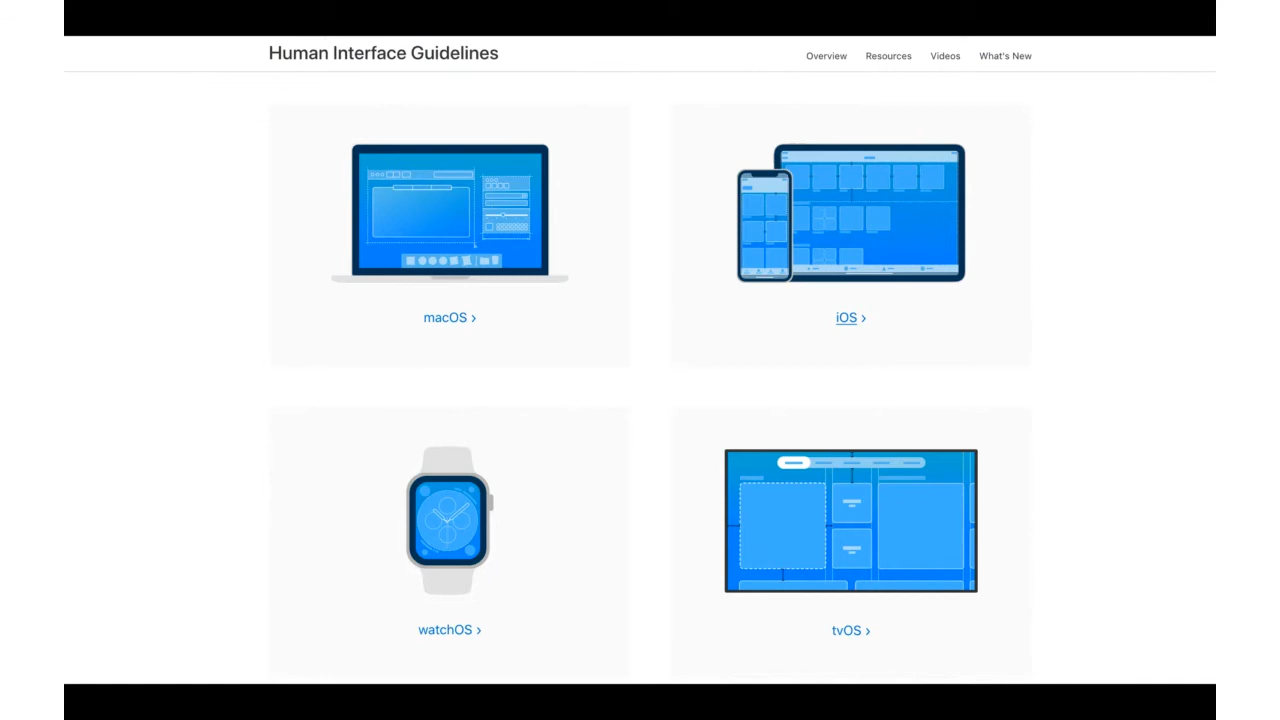 Human Interface Guidelines
Overview Resources Videos What's New
macOS ›
iOS ›
watchOS ›
tvOS ›